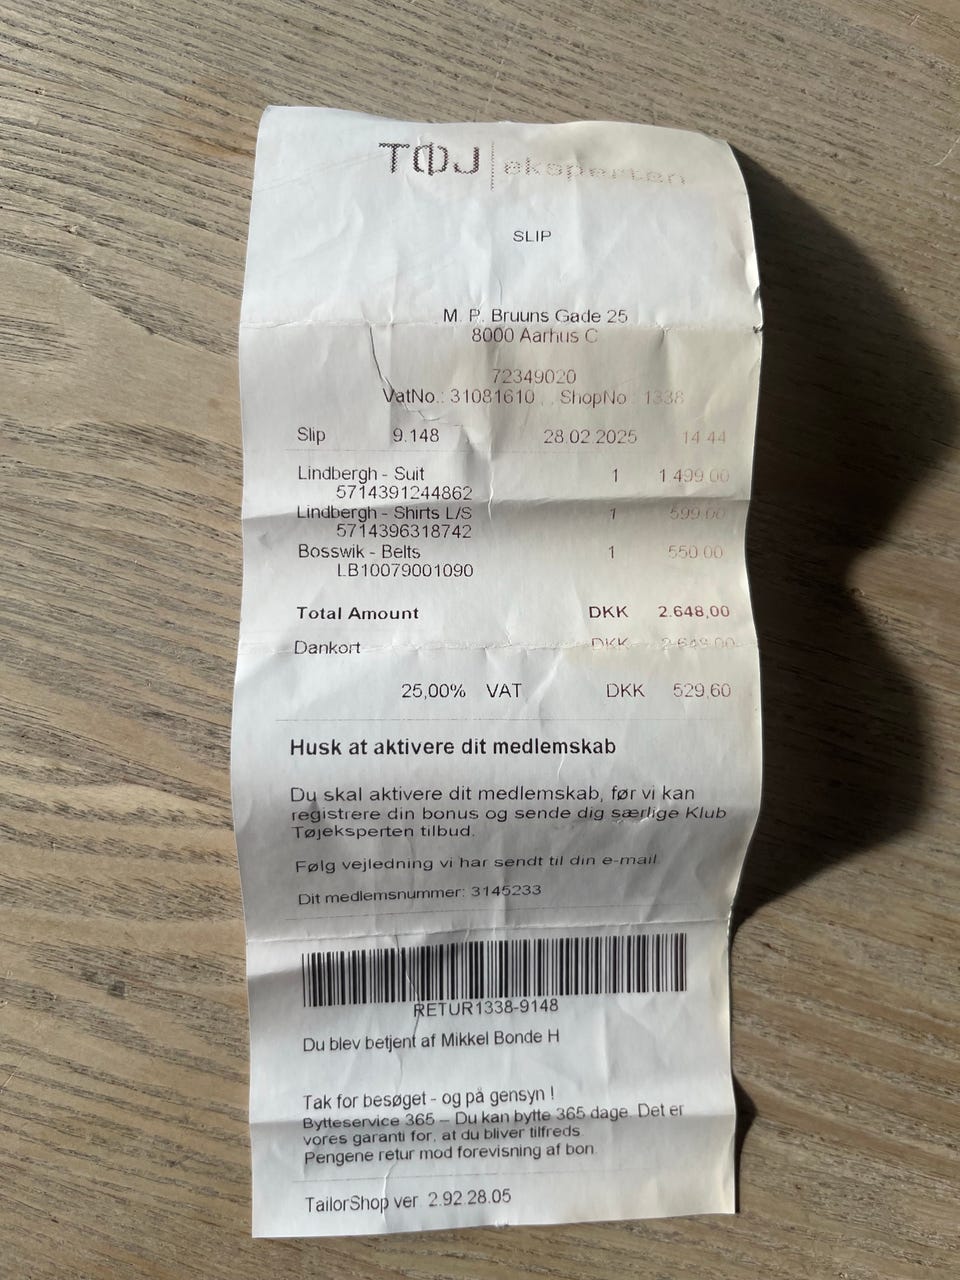 TØJ eksperten
SLIP
M. P. Bruuns Gade 25
8000 Aarhus C
72349020
VatNo.: 31081610 ShopNo.: 1338
Slip 9.148 28.02.2025 14:44
Lindbergh - Suit 1 1.499,00
5714391244862
Lindbergh - Shirts L/S 1 599,00
5714396318742
Bosswik - Belts 1 550,00
LB10079001090
Total Amount DKK 2.648,00
Dankort DKK 2.648,00
25,00% VAT DKK 529,60
Husk at aktivere dit medlemskab
Du skal aktivere dit medlemskab, før vi kan
registrere din bonus og sende dig særlige Klub
Tøjeksperten tilbud.
Følg vejledning vi har sendt til din e-mail.
Dit medlemsnummer: 3145233
RETUR1338-9148
Du blev betjent af Mikkel Bonde H
Tak for besøget - og på gensyn !
Bytteservice 365 – Du kan bytte 365 dage. Det er
vores garanti for, at du bliver tilfreds.
Pengene retur mod forevisning af bon.
TailorShop ver. 2.92.28.05